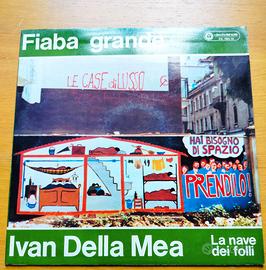 Fiaba grande
LE CASE di LUSSO
HAI BISOGNO
DI SPAZIO
PRENDILO!
Ivan Della Mea
La nave
dei folli